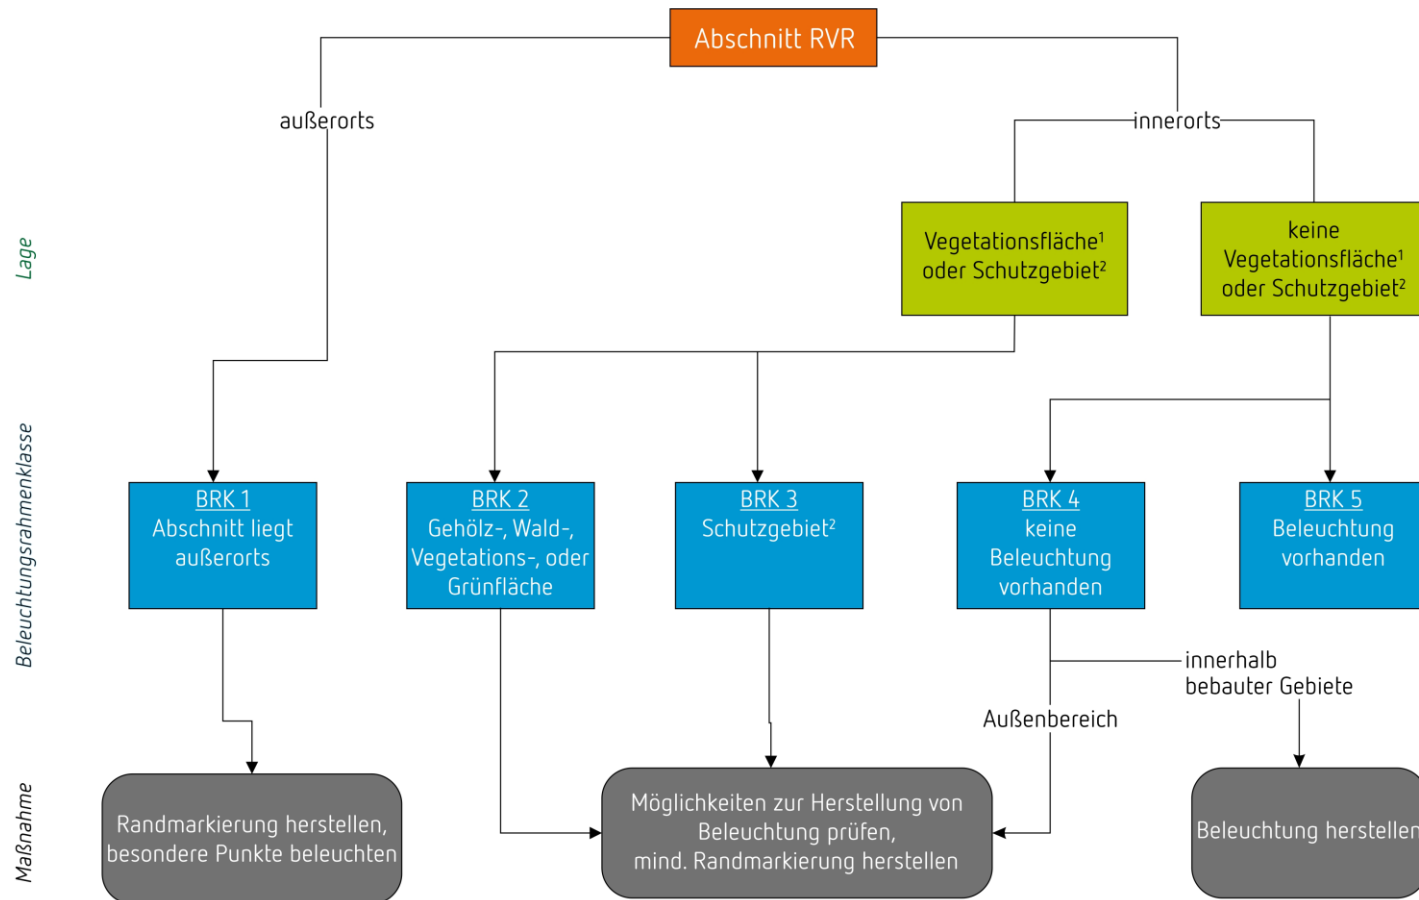 Abschnitt RVR
außerorts
innerorts
Lage
Vegetationsfläche¹
oder Schutzgebiet²
keine
Vegetationsfläche¹
oder Schutzgebiet²
Beleuchtungsrahmenklasse
BRK 1
Abschnitt liegt
außerorts
BRK 2
Gehölz-, Wald-,
Vegetations-, oder
Grünfläche
BRK 3
Schutzgebiet²
BRK 4
keine
Beleuchtung
vorhanden
BRK 5
Beleuchtung
vorhanden
innerhalb
bebauter Gebiete
Außenbereich
Maßnahme
Randmarkierung herstellen,
besondere Punkte beleuchten
Möglichkeiten zur Herstellung von
Beleuchtung prüfen,
mind. Randmarkierung herstellen
Beleuchtung herstellen